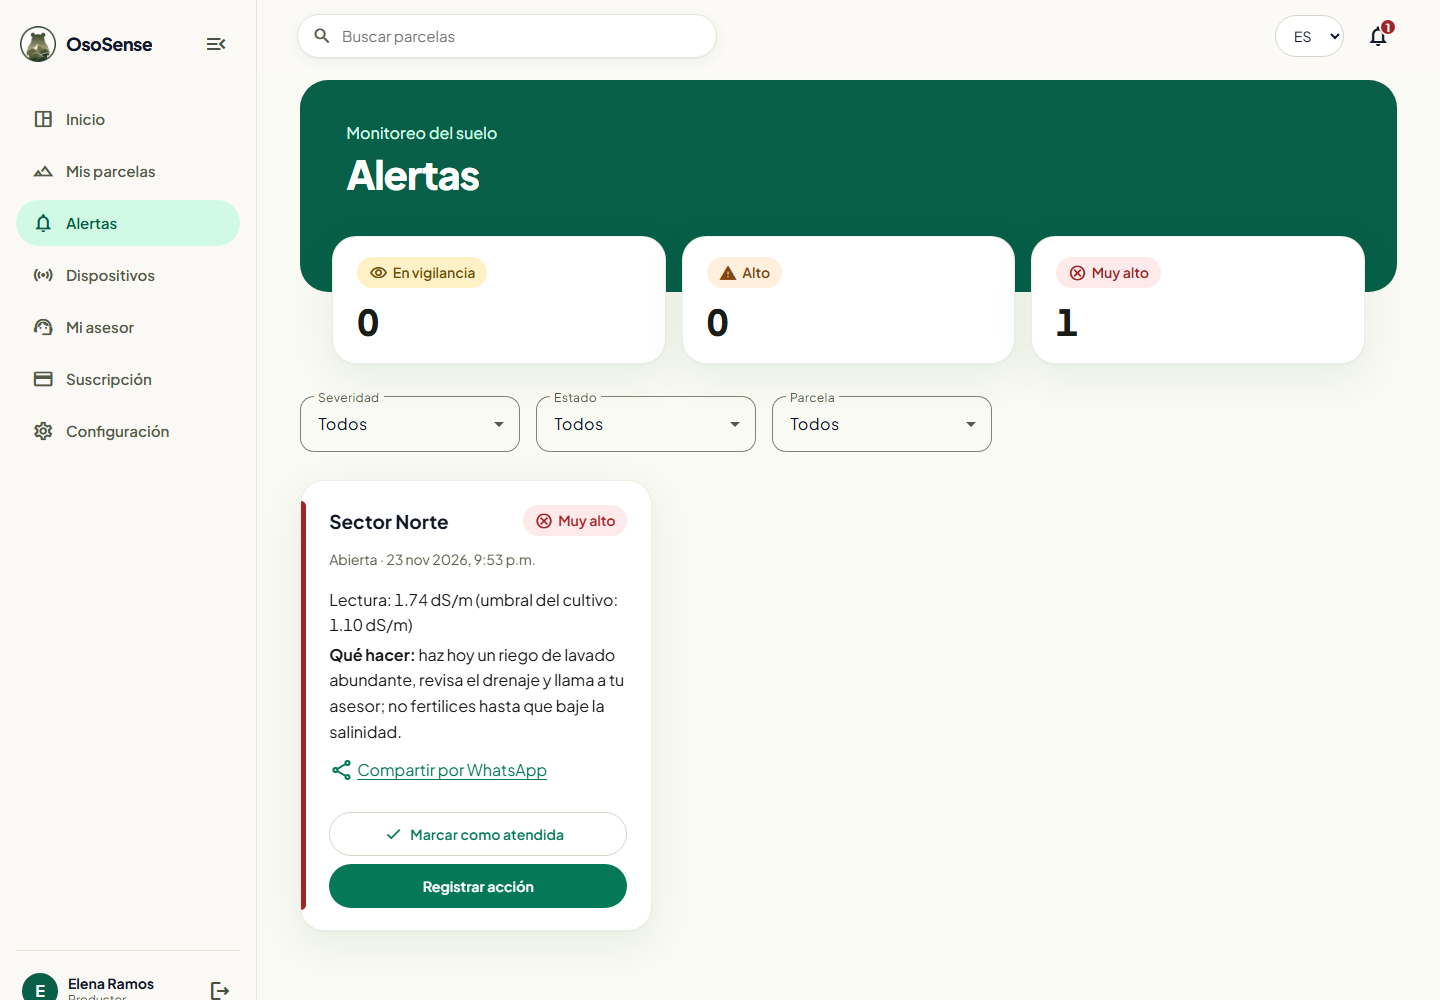 OsoSense
Buscar parcelas
ES
1
Inicio
Mis parcelas
Alertas
Dispositivos
Mi asesor
Suscripción
Configuración
Monitoreo del suelo
Alertas
En vigilancia
0
Alto
0
Muy alto
1
Severidad
Todos
Estado
Todos
Parcela
Todos
Sector Norte
Muy alto
Abierta · 23 nov 2026, 9:53 p.m.
Lectura: 1.74 dS/m (umbral del cultivo:
1.10 dS/m)
Qué hacer: haz hoy un riego de lavado
abundante, revisa el drenaje y llama a tu
asesor; no fertilices hasta que baje la
salinidad.
Compartir por WhatsApp
Marcar como atendida
Registrar acción
E
Elena Ramos
Productor